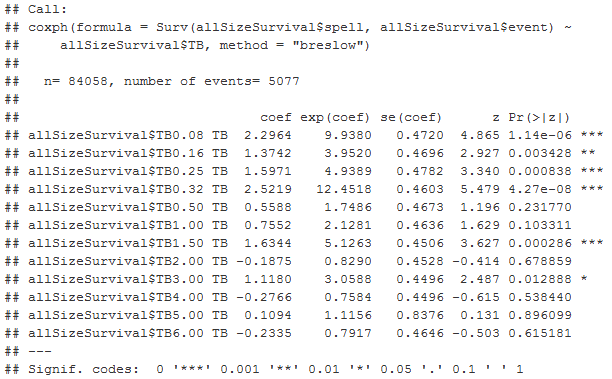 ## Call:
## coxph(formula = Surv(allSizeSurvival$spell, allSizeSurvival$event) ~
##     allSizeSurvival$TB, method = "breslow")
##
##   n= 84058, number of events= 5077
##
##                               coef exp(coef) se(coef)      z Pr(>|z|)
## allSizeSurvival$TB0.08 TB  2.2964    9.9380   0.4720  4.865 1.14e-06 ***
## allSizeSurvival$TB0.16 TB  1.3742    3.9520   0.4696  2.927 0.003428 **
## allSizeSurvival$TB0.25 TB  1.5971    4.9389   0.4782  3.340 0.000838 ***
## allSizeSurvival$TB0.32 TB  2.5219   12.4518   0.4603  5.479 4.27e-08 ***
## allSizeSurvival$TB0.50 TB  0.5588    1.7486   0.4673  1.196 0.231770
## allSizeSurvival$TB1.00 TB  0.7552    2.1281   0.4636  1.629 0.103311
## allSizeSurvival$TB1.50 TB  1.6344    5.1263   0.4506  3.627 0.000286 ***
## allSizeSurvival$TB2.00 TB -0.1875    0.8290   0.4528 -0.414 0.678859
## allSizeSurvival$TB3.00 TB  1.1180    3.0588   0.4496  2.487 0.012888 *
## allSizeSurvival$TB4.00 TB -0.2766    0.7584   0.4496 -0.615 0.538440
## allSizeSurvival$TB5.00 TB  0.1094    1.1156   0.8376  0.131 0.896099
## allSizeSurvival$TB6.00 TB -0.2335    0.7917   0.4646 -0.503 0.615181
## ---
## Signif. codes:  0 '***' 0.001 '**' 0.01 '*' 0.05 '.' 0.1 ' ' 1